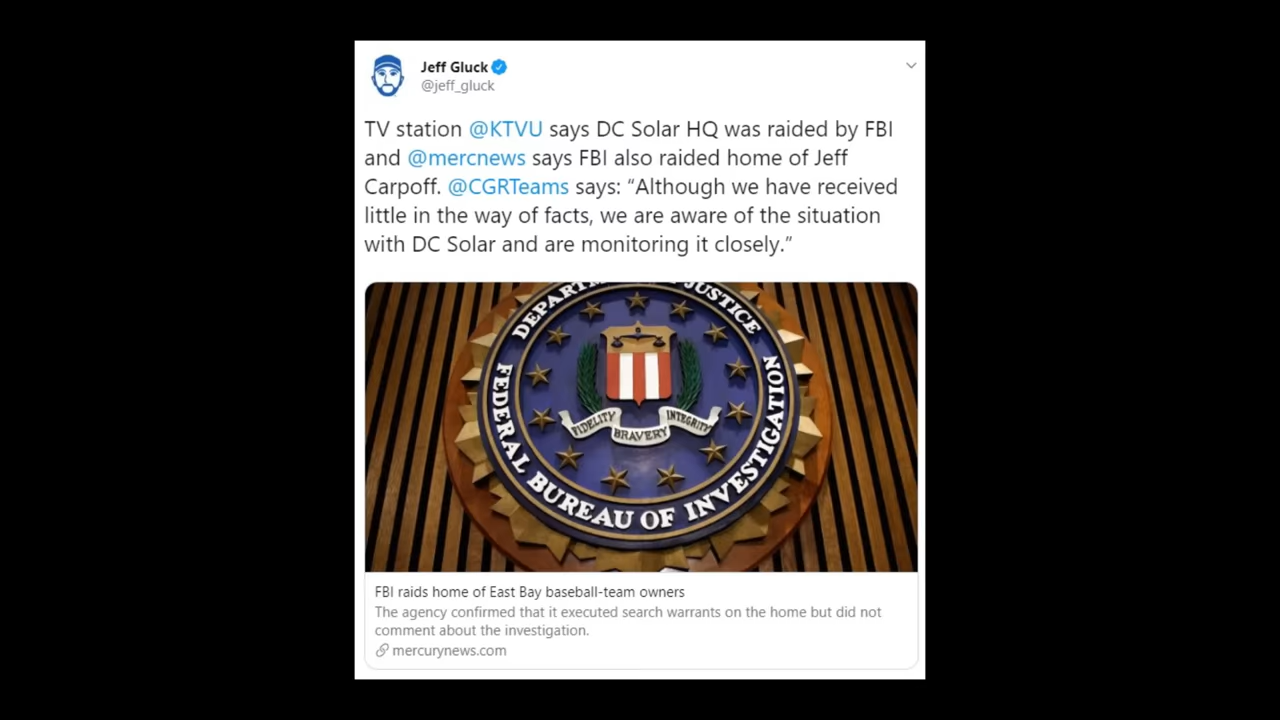 Jeff Gluck
@jeff_gluck
TV station @KTVU says DC Solar HQ was raided by FBI
and @mercnews says FBI also raided home of Jeff
Carpoff. @CGRTeams says: “Although we have received
little in the way of facts, we are aware of the situation
with DC Solar and are monitoring it closely.”
DEPARTMENT OF JUSTICE
FEDERAL BUREAU OF INVESTIGATION
FIDELITY
BRAVERY
INTEGRITY
FBI raids home of East Bay baseball-team owners
The agency confirmed that it executed search warrants on the home but did not
comment about the investigation.
mercurynews.com